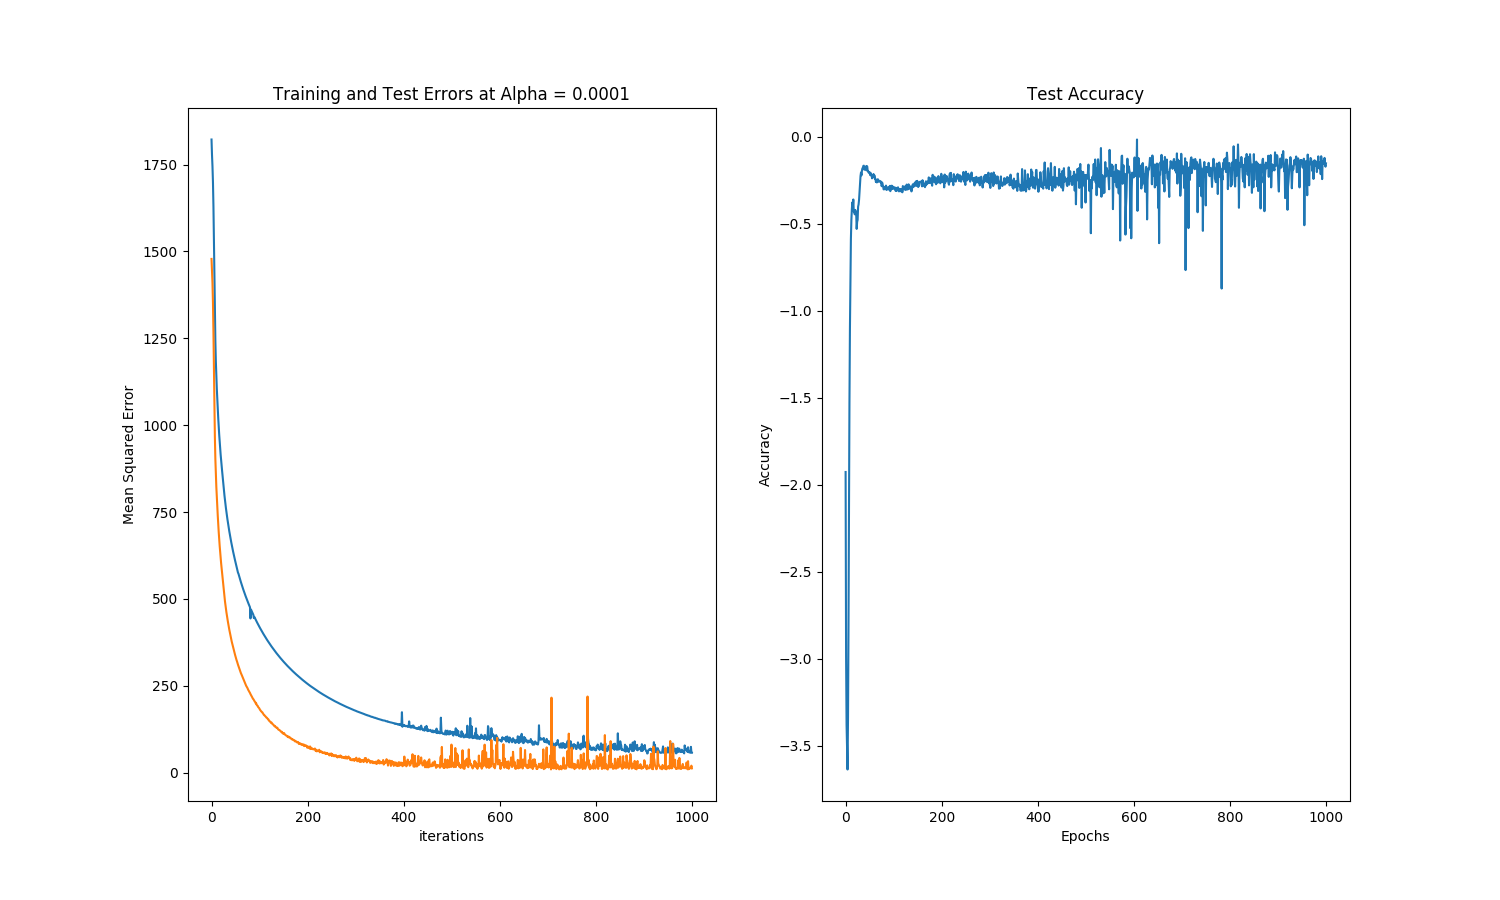 Training and Test Errors at Alpha = 0.0001
Mean Squared Error
1750
1500
1250
1000
750
500
250
0
0 200 400 600 800 1000
iterations
Test Accuracy
Accuracy
0.0
−0.5
−1.0
−1.5
−2.0
−2.5
−3.0
−3.5
0 200 400 600 800 1000
Epochs